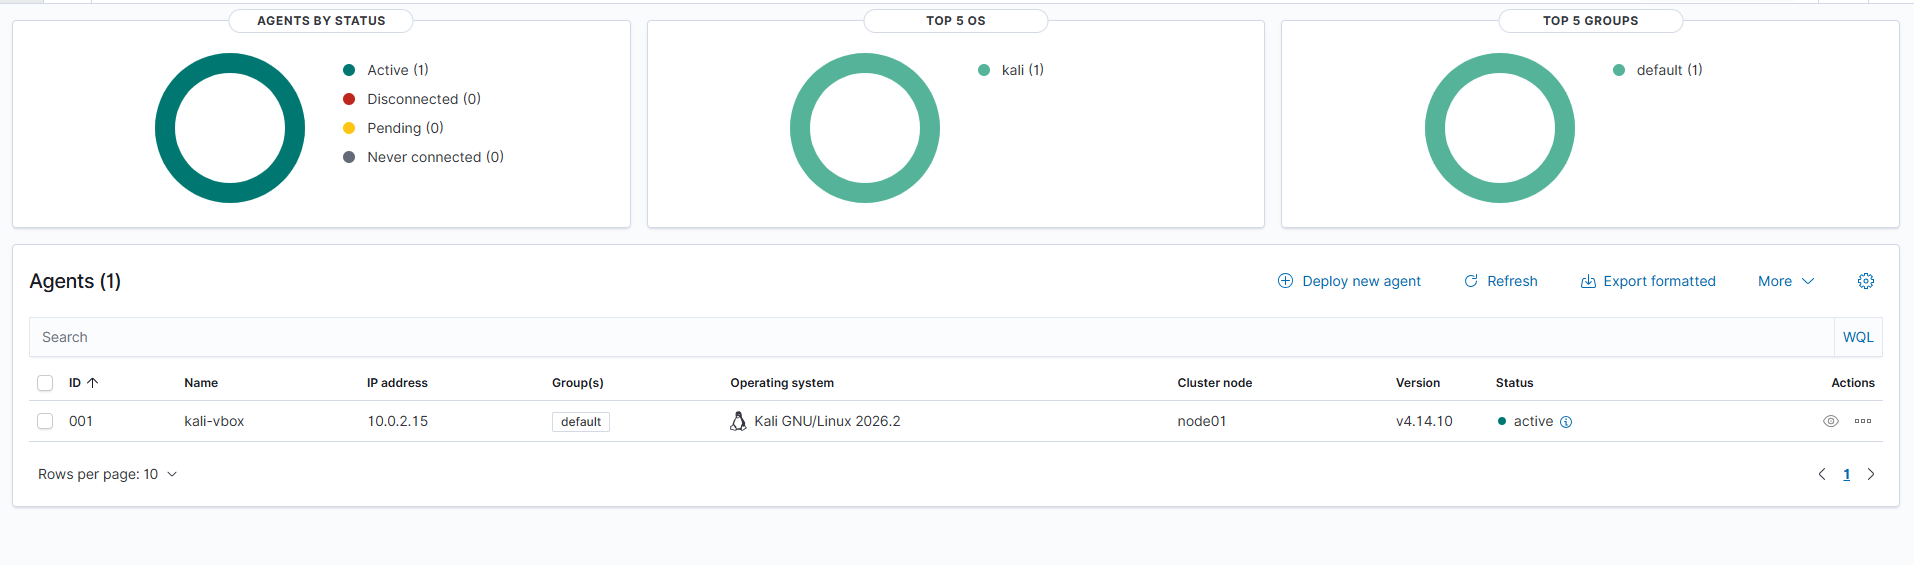 AGENTS BY STATUS
Active (1)
Disconnected (0)
Pending (0)
Never connected (0)
TOP 5 OS
kali (1)
TOP 5 GROUPS
default (1)
Agents (1)
Deploy new agent
Refresh
Export formatted
More
Search
WQL
ID Name IP address Group(s) Operating system Cluster node Version Status Actions
001 kali-vbox 10.0.2.15 default Kali GNU/Linux 2026.2 node01 v4.14.10 active
Rows per page: 10
1